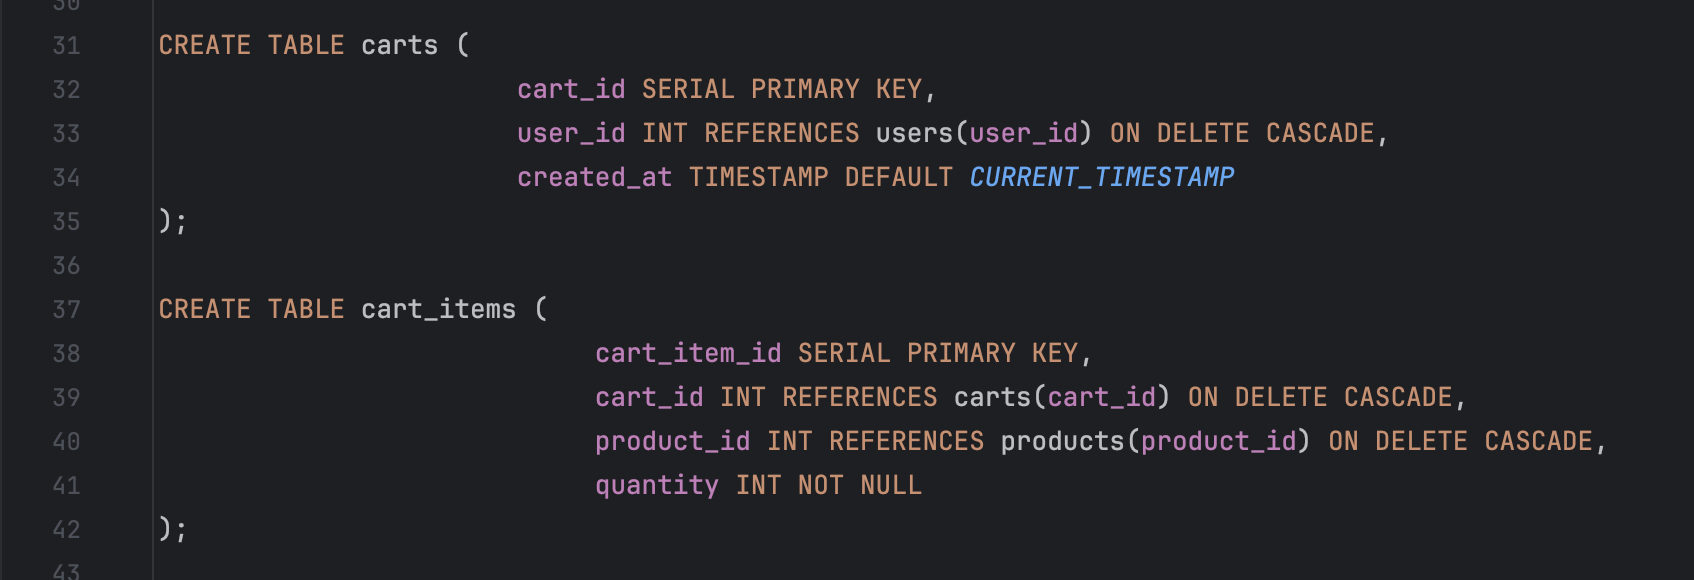 30
31 CREATE TABLE carts (
32 cart_id SERIAL PRIMARY KEY,
33 user_id INT REFERENCES users(user_id) ON DELETE CASCADE,
34 created_at TIMESTAMP DEFAULT CURRENT_TIMESTAMP
35 );
36
37 CREATE TABLE cart_items (
38 cart_item_id SERIAL PRIMARY KEY,
39 cart_id INT REFERENCES carts(cart_id) ON DELETE CASCADE,
40 product_id INT REFERENCES products(product_id) ON DELETE CASCADE,
41 quantity INT NOT NULL
42 );
43